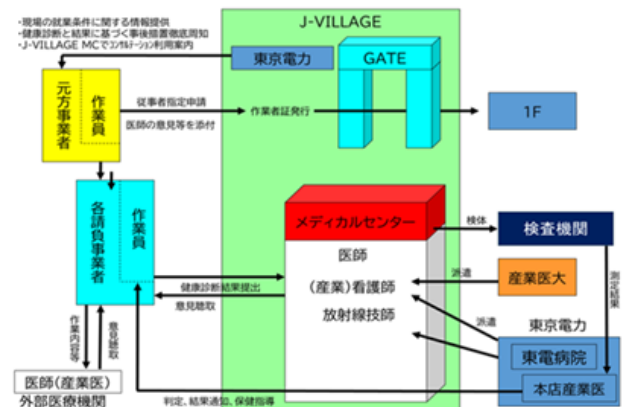 J-VILLAGE
・現場の就業条件に関する情報提供
・健康診断と結果に基づく事後措置徹底周知
・J-VILLAGE MCでコンサルテーション利用案内
東京電力
GATE
元方事業者
作業員
従事者指定申請
医師の意見等を添付
作業者証発行
1F
各請負事業者
作業員
メディカルセンター
検体
検査機関
医師
(産業)看護師
放射線技師
派遣
産業医大
測定結果
健康診断結果提出
意見聴取
派遣
東京電力
東電病院
本店産業医
作業内容等
意見聴取
医師(産業医)
外部医療機関
判定、結果通知、保健指導